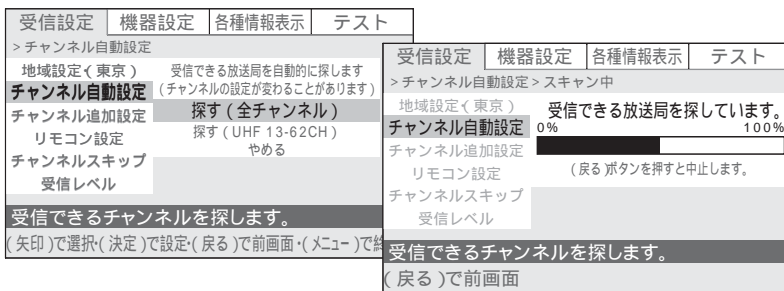 受信設定 機器設定 各種情報表示 テスト
>チャンネル自動設定
地域設定(東京)
チャンネル自動設定
チャンネル追加設定
リモコン設定
チャンネルスキップ
受信レベル
受信できる放送局を自動的に探します
(チャンネルの設定が変わることがあります)
探す(全チャンネル)
探す(UHF 13-62CH)
やめる
受信できるチャンネルを探します。
(矢印)で選択・(決定)で設定・(戻る)で前画面・(メニュー)で
受信設定 機器設定 各種情報表示 テスト
>チャンネル自動設定>スキャン中
地域設定(東京)
チャンネル自動設定
チャンネル追加設定
リモコン設定
チャンネルスキップ
受信レベル
受信できる放送局を探しています。
0% 100%
(戻る)ボタンを押すと中止します。
受信できるチャンネルを探します。
(戻る)で前画面